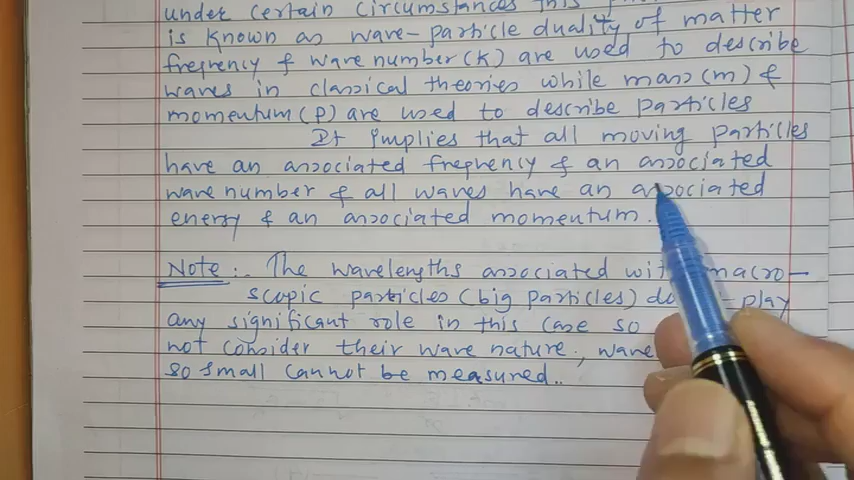 under certain circumstances this
is known as wave-particle duality of matter
frequency & wave number (K) are used to describe
waves in classical theories while mass (m) &
momentum (P) are used to describe particles
It implies that all moving particles
have an associated frequency & an associated
wave number & all waves have an associated
energy & an associated momentum.
Note:- The wavelengths associated with macro-
scopic particles (big particles) play
any significant role in this case so
not consider their wave nature, wave
so small cannot be measured..